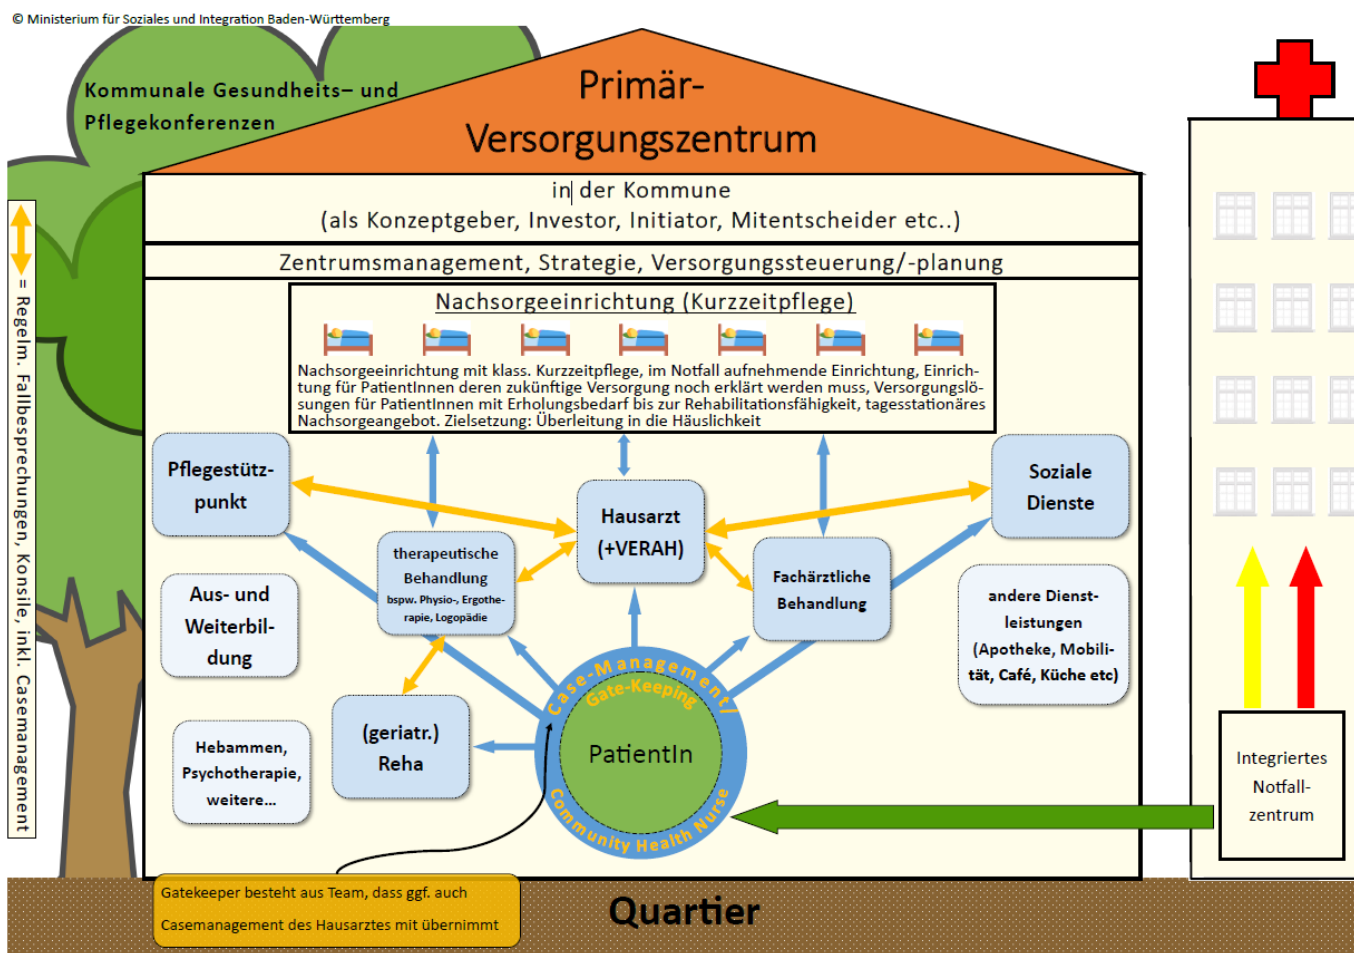 © Ministerium für Soziales und Integration Baden-Württemberg
Kommunale Gesundheits– und
Pflegekonferenzen
Primär-
Versorgungszentrum
in der Kommune
(als Konzeptgeber, Investor, Initiator, Mitentscheider etc..)
Zentrumsmanagement, Strategie, Versorgungssteuerung/-planung
Nachsorgeeinrichtung (Kurzzeitpflege)
Nachsorgeeinrichtung mit klass. Kurzzeitpflege, im Notfall aufnehmende Einrichtung, Einrich-
tung für PatientInnen deren zukünftige Versorgung noch erklärt werden muss, Versorgungslö-
sungen für PatientInnen mit Erholungsbedarf bis zur Rehabilitationsfähigkeit, tagesstationäres
Nachsorgeangebot. Zielsetzung: Überleitung in die Häuslichkeit
= Regelm. Fallbesprechungen, Konsile, inkl. Casemanagement
Pflegestütz-
punkt
Hausarzt
(+VERAH)
Soziale
Dienste
therapeutische
Behandlung
bspw. Physio-, Ergothe-
rapie, Logopädie
Fachärztliche
Behandlung
Aus- und
Weiterbil-
dung
andere Dienst-
leistungen
(Apotheke, Mobili-
tät, Café, Küche etc)
(geriatr.)
Reha
Hebammen,
Psychotherapie,
weitere...
Case-Management/
Gate-Keeping
PatientIn
Community Health Nurse
Integriertes
Notfall-
zentrum
Gatekeeper besteht aus Team, dass ggf. auch
Casemanagement des Hausarztes mit übernimmt
Quartier